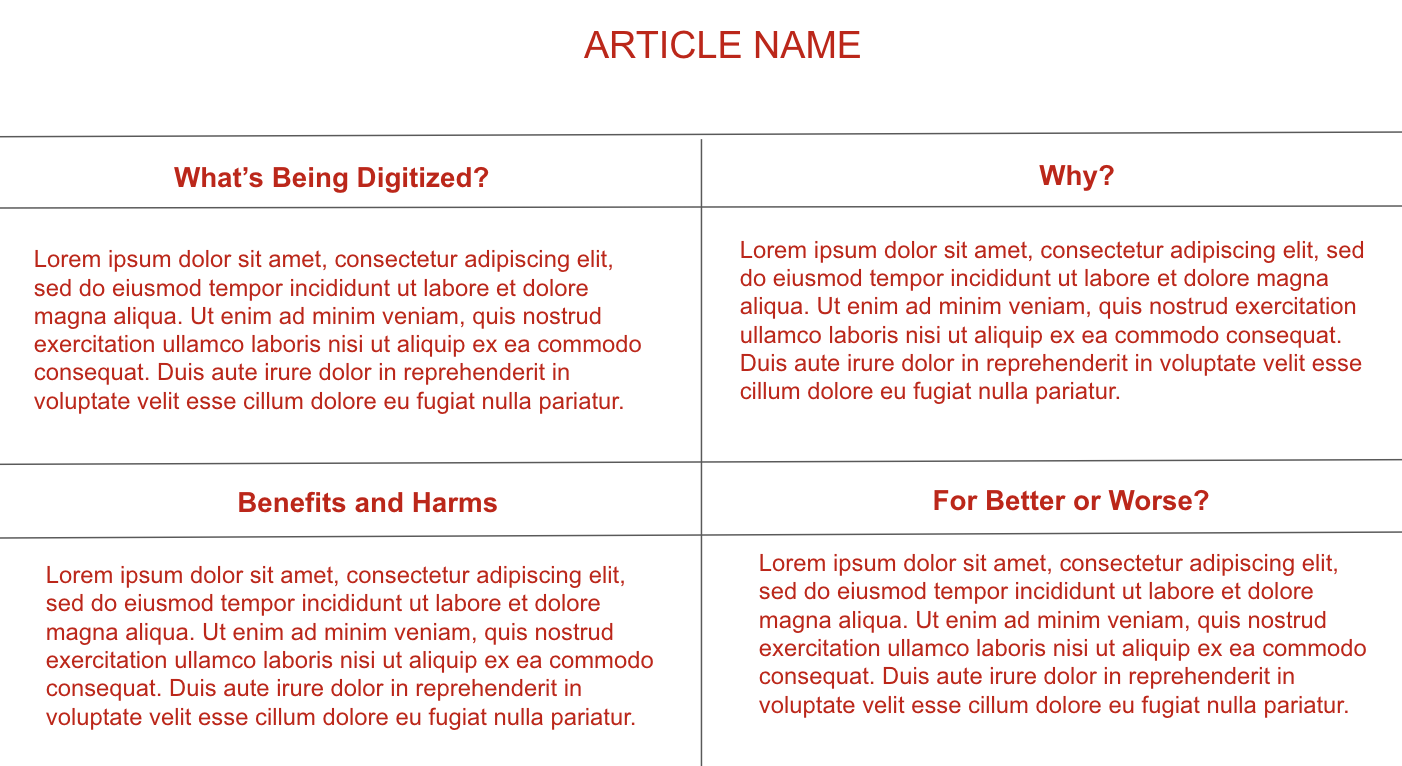 ARTICLE NAME
What’s Being Digitized?
Lorem ipsum dolor sit amet, consectetur adipiscing elit,
sed do eiusmod tempor incididunt ut labore et dolore
magna aliqua. Ut enim ad minim veniam, quis nostrud
exercitation ullamco laboris nisi ut aliquip ex ea commodo
consequat. Duis aute irure dolor in reprehenderit in
voluptate velit esse cillum dolore eu fugiat nulla pariatur.
Why?
Lorem ipsum dolor sit amet, consectetur adipiscing elit, sed
do eiusmod tempor incididunt ut labore et dolore magna
aliqua. Ut enim ad minim veniam, quis nostrud exercitation
ullamco laboris nisi ut aliquip ex ea commodo consequat.
Duis aute irure dolor in reprehenderit in voluptate velit esse
cillum dolore eu fugiat nulla pariatur.
Benefits and Harms
Lorem ipsum dolor sit amet, consectetur adipiscing elit,
sed do eiusmod tempor incididunt ut labore et dolore
magna aliqua. Ut enim ad minim veniam, quis nostrud
exercitation ullamco laboris nisi ut aliquip ex ea commodo
consequat. Duis aute irure dolor in reprehenderit in
voluptate velit esse cillum dolore eu fugiat nulla pariatur.
For Better or Worse?
Lorem ipsum dolor sit amet, consectetur adipiscing elit,
sed do eiusmod tempor incididunt ut labore et dolore
magna aliqua. Ut enim ad minim veniam, quis nostrud
exercitation ullamco laboris nisi ut aliquip ex ea commodo
consequat. Duis aute irure dolor in reprehenderit in
voluptate velit esse cillum dolore eu fugiat nulla pariatur.